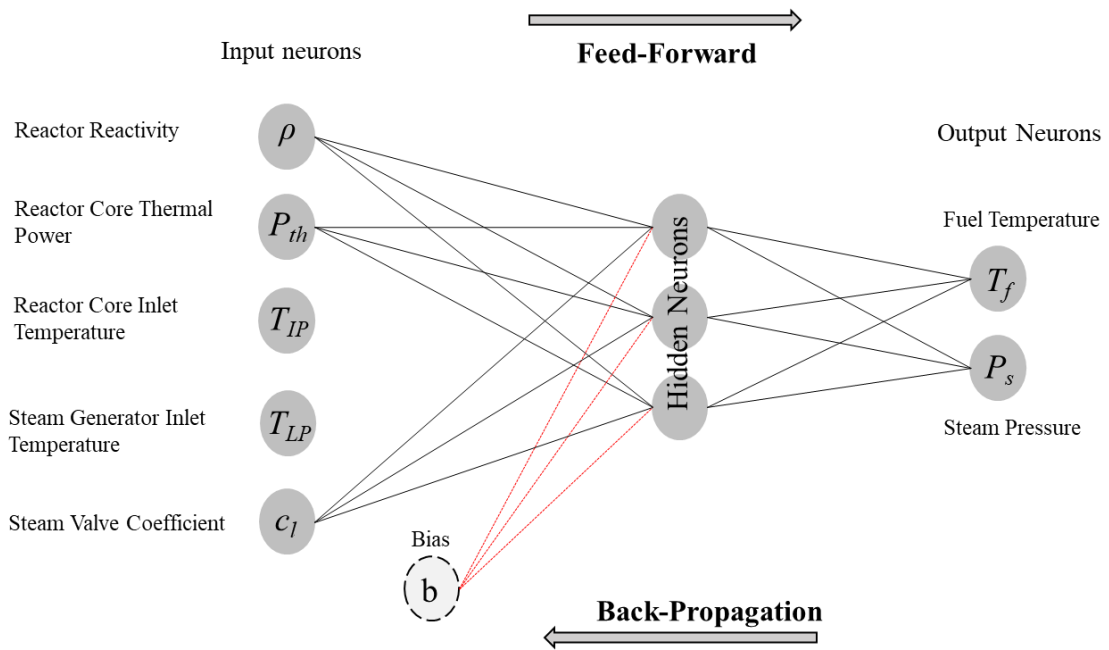 Input neurons
Feed-Forward
Reactor Reactivity
ρ
Output Neurons
Reactor Core Thermal
Power
P_th
Fuel Temperature
T_f
Reactor Core Inlet
Temperature
T_IP
Hidden Neurons
P_s
Steam Pressure
Steam Generator Inlet
Temperature
T_LP
Steam Valve Coefficient
c_l
Bias
b
Back-Propagation